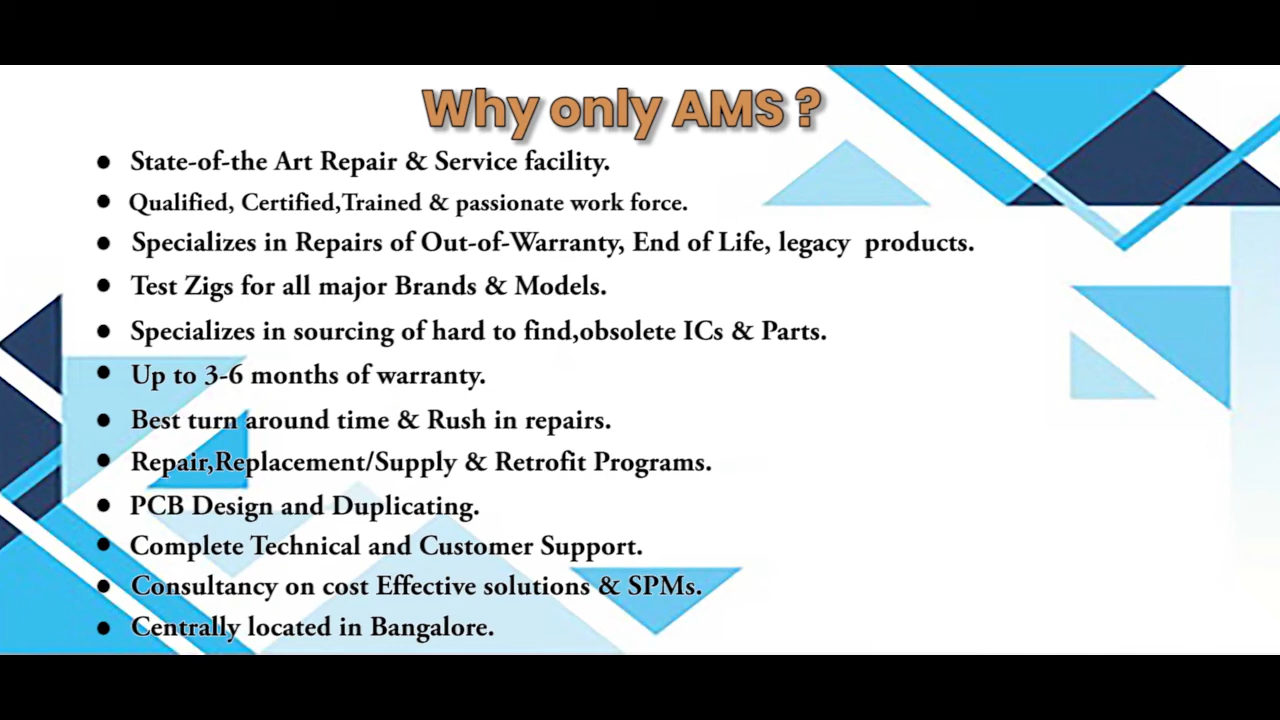 Why only AMS ?
● State-of-the Art Repair & Service facility.
● Qualified, Certified,Trained & passionate work force.
● Specializes in Repairs of Out-of-Warranty, End of Life, legacy  products.
● Test Zigs for all major Brands & Models.
● Specializes in sourcing of hard to find,obsolete ICs & Parts.
● Up to 3-6 months of warranty.
● Best turn around time & Rush in repairs.
● Repair,Replacement/Supply & Retrofit Programs.
● PCB Design and Duplicating.
● Complete Technical and Customer Support.
● Consultancy on cost Effective solutions & SPMs.
● Centrally located in Bangalore.